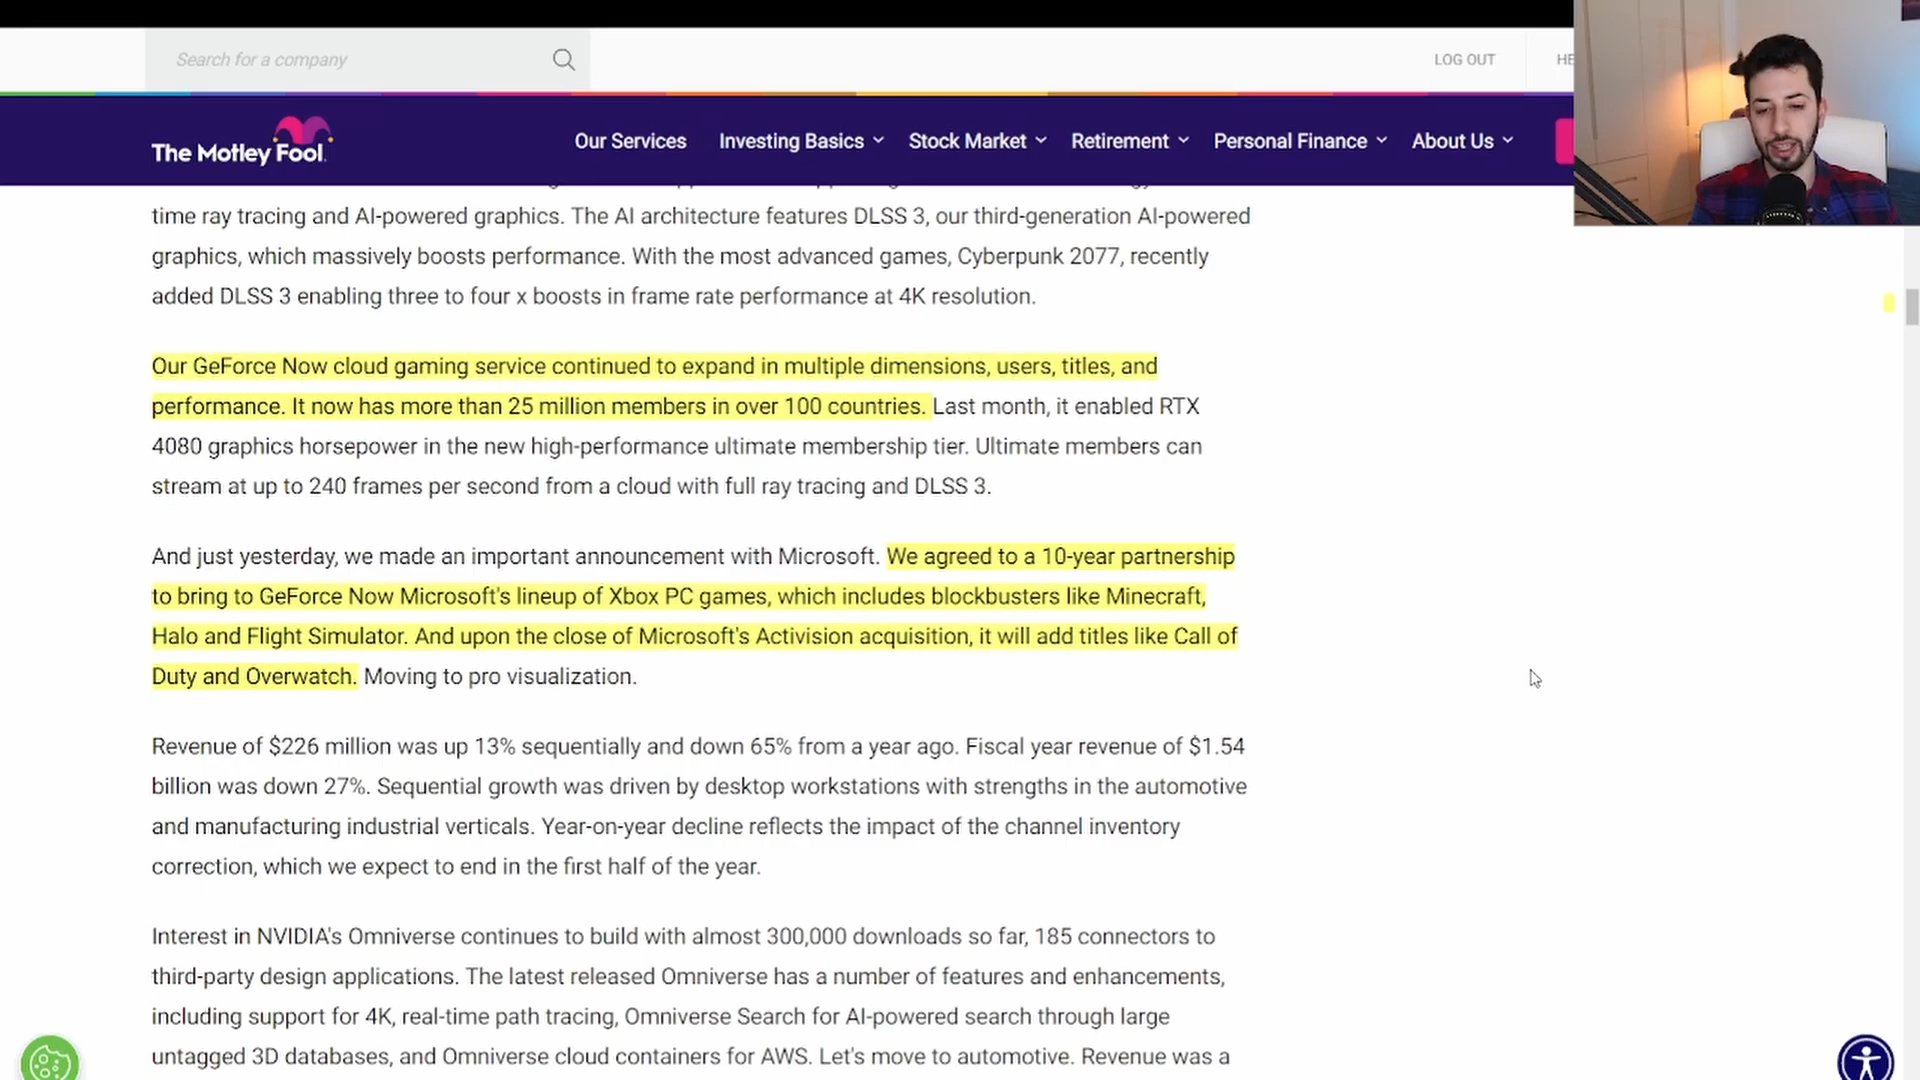 Search for a company
LOG OUT
The Motley Fool.
Our Services
Investing Basics
Stock Market
Retirement
Personal Finance
About Us
time ray tracing and AI-powered graphics. The AI architecture features DLSS 3, our third-generation AI-powered
graphics, which massively boosts performance. With the most advanced games, Cyberpunk 2077, recently
added DLSS 3 enabling three to four x boosts in frame rate performance at 4K resolution.
Our GeForce Now cloud gaming service continued to expand in multiple dimensions, users, titles, and
performance. It now has more than 25 million members in over 100 countries. Last month, it enabled RTX
4080 graphics horsepower in the new high-performance ultimate membership tier. Ultimate members can
stream at up to 240 frames per second from a cloud with full ray tracing and DLSS 3.
And just yesterday, we made an important announcement with Microsoft. We agreed to a 10-year partnership
to bring to GeForce Now Microsoft's lineup of Xbox PC games, which includes blockbusters like Minecraft,
Halo and Flight Simulator. And upon the close of Microsoft's Activision acquisition, it will add titles like Call of
Duty and Overwatch. Moving to pro visualization.
Revenue of $226 million was up 13% sequentially and down 65% from a year ago. Fiscal year revenue of $1.54
billion was down 27%. Sequential growth was driven by desktop workstations with strengths in the automotive
and manufacturing industrial verticals. Year-on-year decline reflects the impact of the channel inventory
correction, which we expect to end in the first half of the year.
Interest in NVIDIA's Omniverse continues to build with almost 300,000 downloads so far, 185 connectors to
third-party design applications. The latest released Omniverse has a number of features and enhancements,
including support for 4K, real-time path tracing, Omniverse Search for AI-powered search through large
untagged 3D databases, and Omniverse cloud containers for AWS. Let's move to automotive. Revenue was a